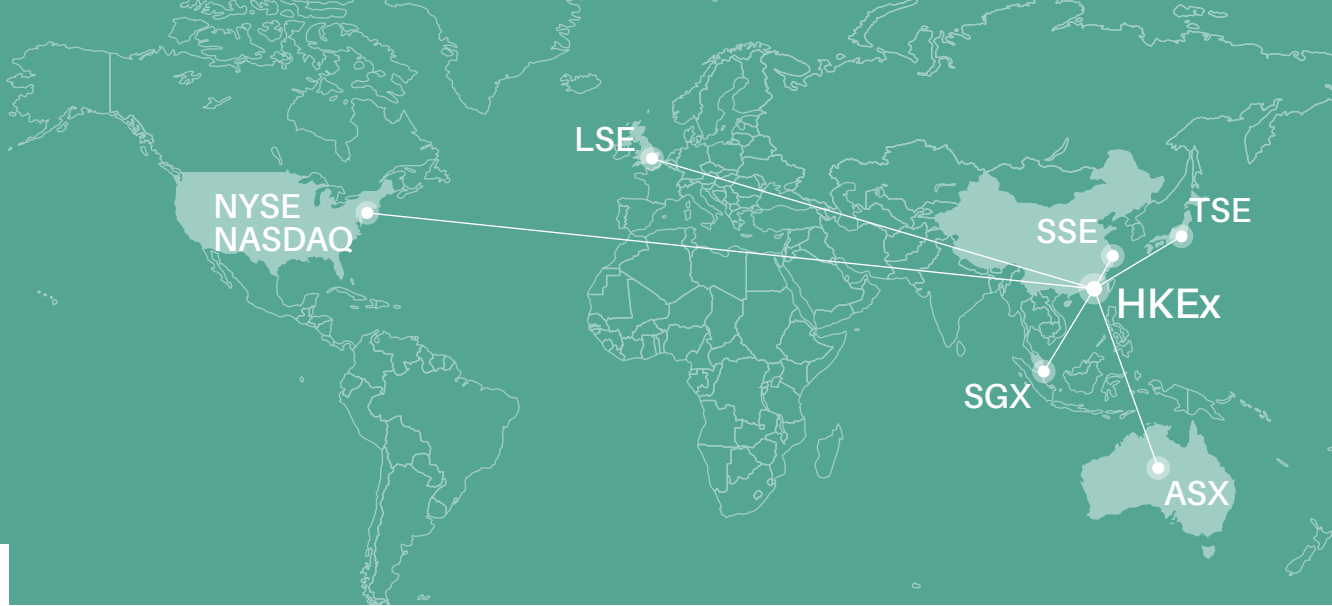 LSE
NYSE
NASDAQ
TSE
SSE
HKEx
SGX
ASX